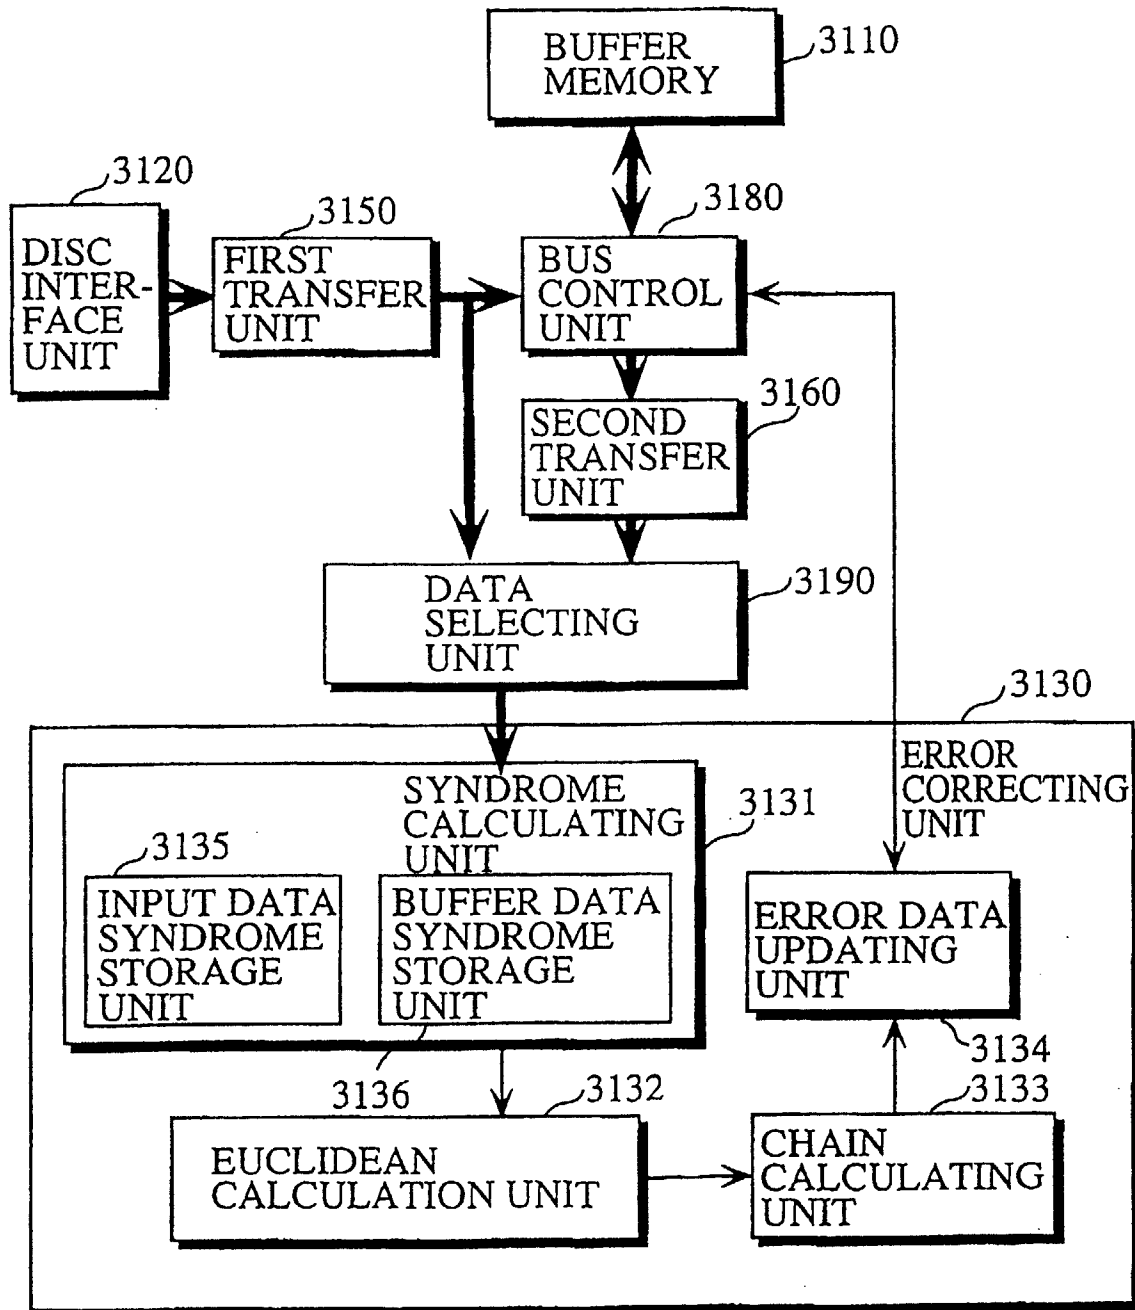 BUFFER
MEMORY
3110
3120
DISC
INTER-
FACE
UNIT
3150
FIRST
TRANSFER
UNIT
3180
BUS
CONTROL
UNIT
3160
SECOND
TRANSFER
UNIT
3190
DATA
SELECTING
UNIT
3130
ERROR
CORRECTING
UNIT
SYNDROME
CALCULATING
UNIT
3131
3135
INPUT DATA
SYNDROME
STORAGE
UNIT
BUFFER DATA
SYNDROME
STORAGE
UNIT
3136
ERROR DATA
UPDATING
UNIT
3134
3132
EUCLIDEAN
CALCULATION UNIT
3133
CHAIN
CALCULATING
UNIT